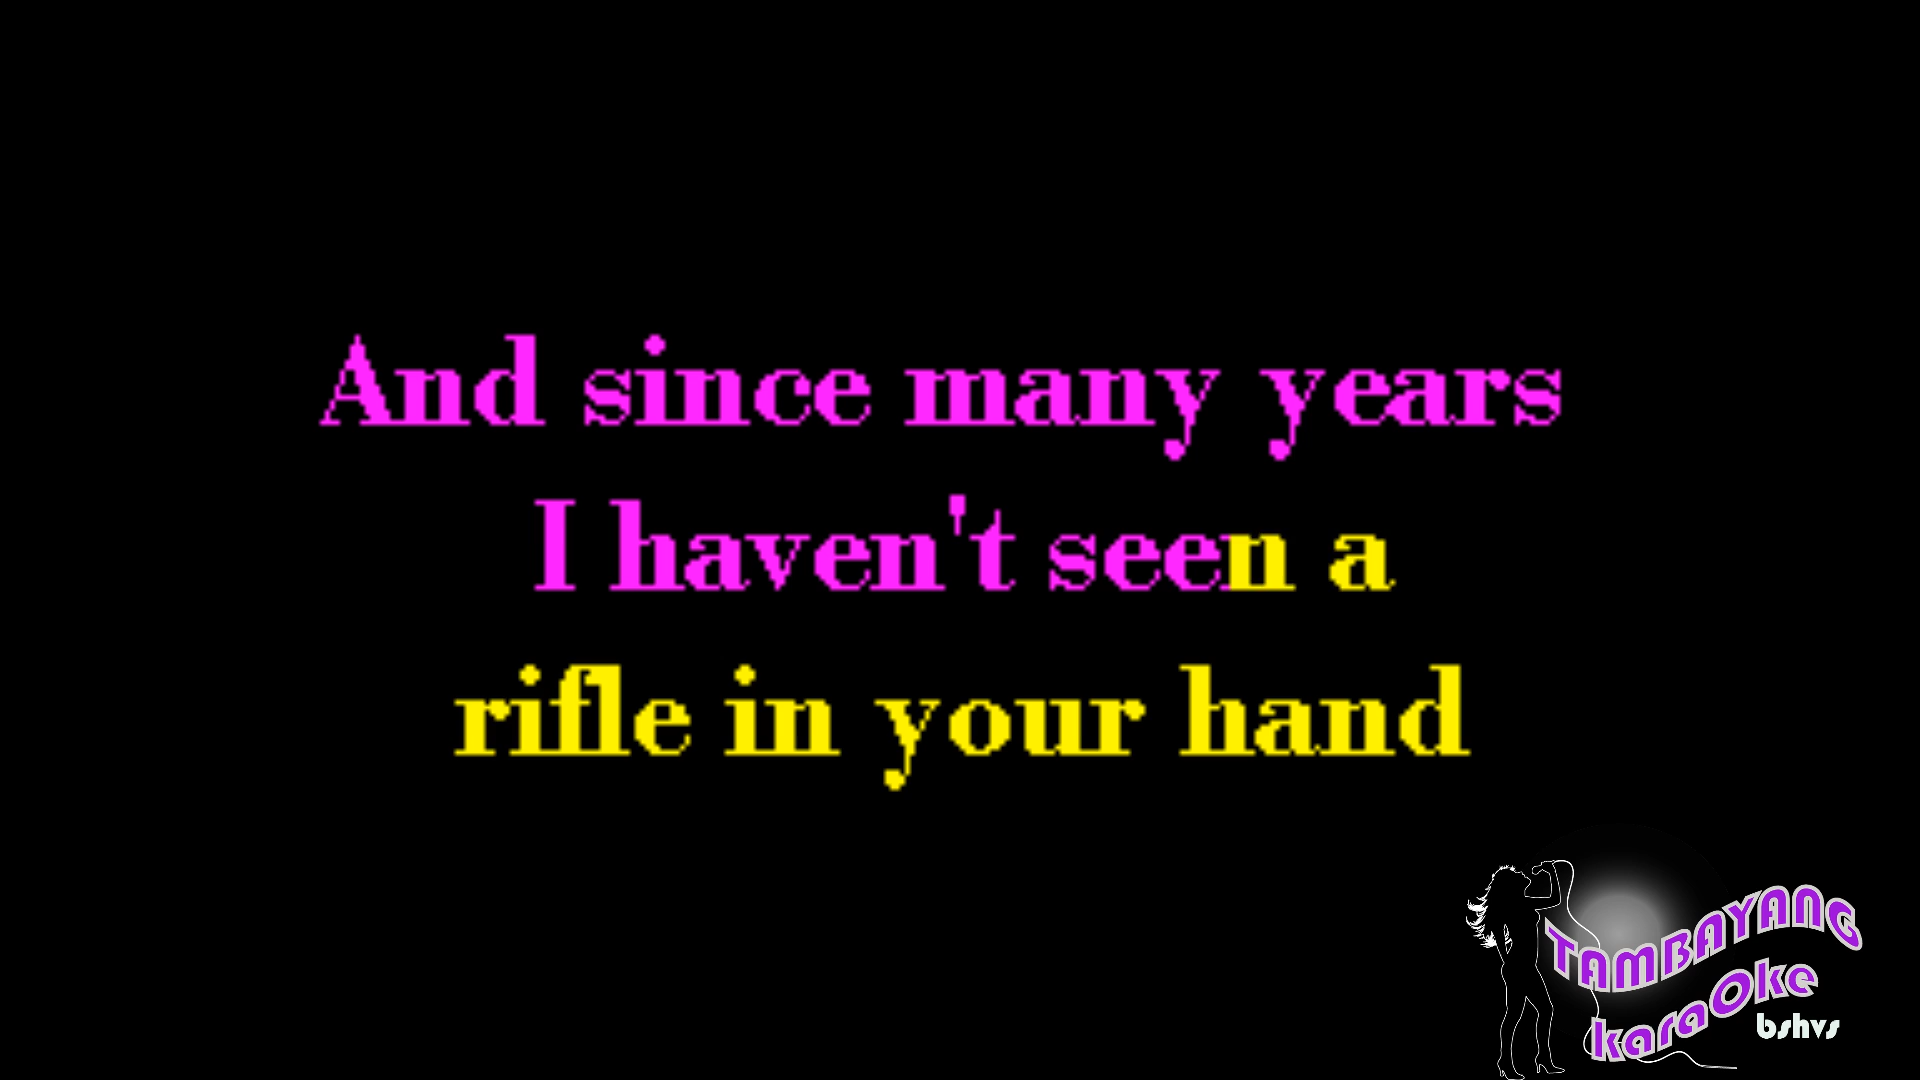 And since many years
I haven't seen a
rifle in your hand
TAMBAYANG
karaOke
bshvs